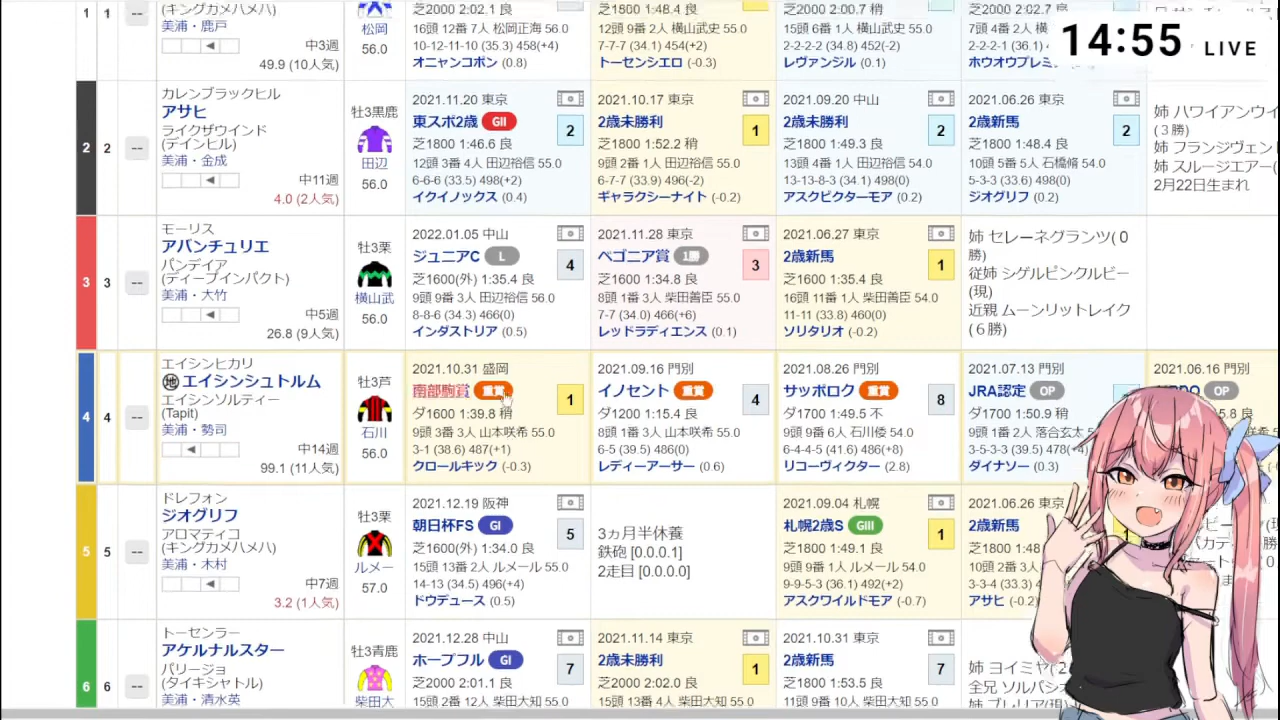 14:55 LIVE
1 1 --
(キングカメハメハ)
美浦・鹿戸
中3週
49.9 (10人気)
松岡
56.0
芝2000 2:02.1 良
16頭 12番 7人 松岡正海 56.0
10-12-11-10 (35.3) 458(+4)
オニャンコポン (0.8)
芝1800 1:48.4 良
12頭 9番 2人 横山武史 55.0
7-7-7 (34.1) 454(+2)
トーセンシエロ (-0.3)
芝2000 2:00.7 稍
15頭 6番 1人 横山武史 55.0
2-2-2-2 (34.8) 452(-2)
レヴァンジル (0.1)
芝2000 2:02.7 良
2-2-2-1 (36.1)
ホウオウプレミ
2 2 --
カレンブラックヒル
アサヒ
ライクザウインド
(デインヒル)
美浦・金成
中11週
4.0 (2人気)
牡3黒鹿
田辺
56.0
2021.11.20 東京
東スポ2歳 GII
2
芝1800 1:46.6 良
12頭 3番 4人 田辺裕信 55.0
6-6-6 (33.5) 498(+2)
イクイノックス (0.4)
2021.10.17 東京
2歳未勝利
1
芝1800 1:52.2 稍
9頭 2番 1人 田辺裕信 55.0
6-7-7 (33.9) 496(-2)
ギャラクシーナイト (-0.2)
2021.09.20 中山
2歳未勝利
2
芝1800 1:49.3 良
13頭 4番 1人 田辺裕信 54.0
13-13-8-3 (34.1) 498(0)
アスクビクターモア (0.2)
2021.06.26 東京
2歳新馬
2
芝1800 1:48.4 良
10頭 5番 6人 石橋脩 54.0
5-3-3 (33.6) 498(0)
ジオグリフ (0.2)
姉 ハワイアンウイ
(３勝)
姉 フランジヴェン
姉 スルージエアー(
2月22日生まれ
3 3 --
モーリス
アバンチュリエ
パンデイア
(ディープインパクト)
美浦・大竹
中5週
26.8 (9人気)
牡3栗
横山武
56.0
2022.01.05 中山
ジュニアC L
4
芝1600(外) 1:35.4 良
9頭 9番 3人 田辺裕信 56.0
8-8-6 (34.3) 466(0)
インダストリア (0.5)
2021.11.28 東京
ベゴニア賞 1勝
3
芝1600 1:34.8 良
8頭 1番 3人 柴田善臣 55.0
7-7 (34.0) 466(+6)
レッドラディエンス (0.1)
2021.06.27 東京
2歳新馬
1
芝1600 1:35.4 良
16頭 11番 1人 柴田善臣 54.0
11-11 (33.8) 460(0)
ソリタリオ (-0.2)
姉 セレーネグランツ(０
勝)
従姉 シゲルピンクルビー
(現)
近親 ムーンリットレイク
(６勝)
4 4 --
エイシンヒカリ
地 エイシンシュトルム
エイシンソルティー
(Tapit)
美浦・勢司
中14週
99.1 (11人気)
牡3芦
石川
56.0
2021.10.31 盛岡
南部駒賞 重賞
1
ダ1600 1:39.8 稍
9頭 3番 3人 山本咲希 55.0
3-1 (38.6) 487(+1)
クロールキック (-0.3)
2021.09.16 門別
イノセント 重賞
4
ダ1200 1:15.4 良
8頭 1番 3人 山本咲希 55.0
6-5 (39.5) 486(0)
レディーアーサー (0.6)
2021.08.26 門別
サッポロク 重賞
8
ダ1700 1:49.5 不
9頭 9番 6人 石川倭 54.0
4-4-4-5 (41.6) 486(+8)
リコーヴィクター (2.8)
2021.07.13 門別
JRA認定 OP
ダ1700 1:50.9 稍
9頭 1番 2人 落合玄太
3-5-3-3 (39.5) 478(+4)
ダイナソー (0.3)
2021.06.16 門別
OP
5 5 --
ドレフォン
ジオグリフ
アロマティコ
(キングカメハメハ)
美浦・木村
中7週
3.2 (1人気)
牡3栗
ルメー
57.0
2021.12.19 阪神
朝日杯FS GI
5
芝1600(外) 1:34.0 良
15頭 13番 2人 ルメール 55.0
14-13 (34.5) 496(+4)
ドウデュース (0.5)
3ヵ月半休養
鉄砲 [0.0.0.1]
2走目 [0.0.0.0]
2021.09.04 札幌
札幌2歳S GIII
1
芝1800 1:49.1 良
9頭 9番 1人 ルメール 54.0
9-9-5-3 (36.1) 492(+2)
アスクワイルドモア (-0.7)
2021.06.26 東京
2歳新馬
芝1800 1:48
10頭 2番
3-3-4 (33.3)
アサヒ (-0.2)
6 6 --
トーセンラー
アケルナルスター
パリージョ
(タイキシャトル)
美浦・清水英
牡3青鹿
柴田大
2021.12.28 中山
ホープフル GI
7
芝2000 2:01.1 良
15頭 2番 12人 柴田大知 55.0
2021.11.14 東京
2歳未勝利
1
芝2000 2:02.0 良
15頭 13番 4人 柴田大知 55.0
2021.10.31 東京
2歳新馬
7
芝1800 1:53.5 良
11頭 9番 10人 柴田大知 55.0
姉 ヨイミヤ(２
全兄 ソルパシオ